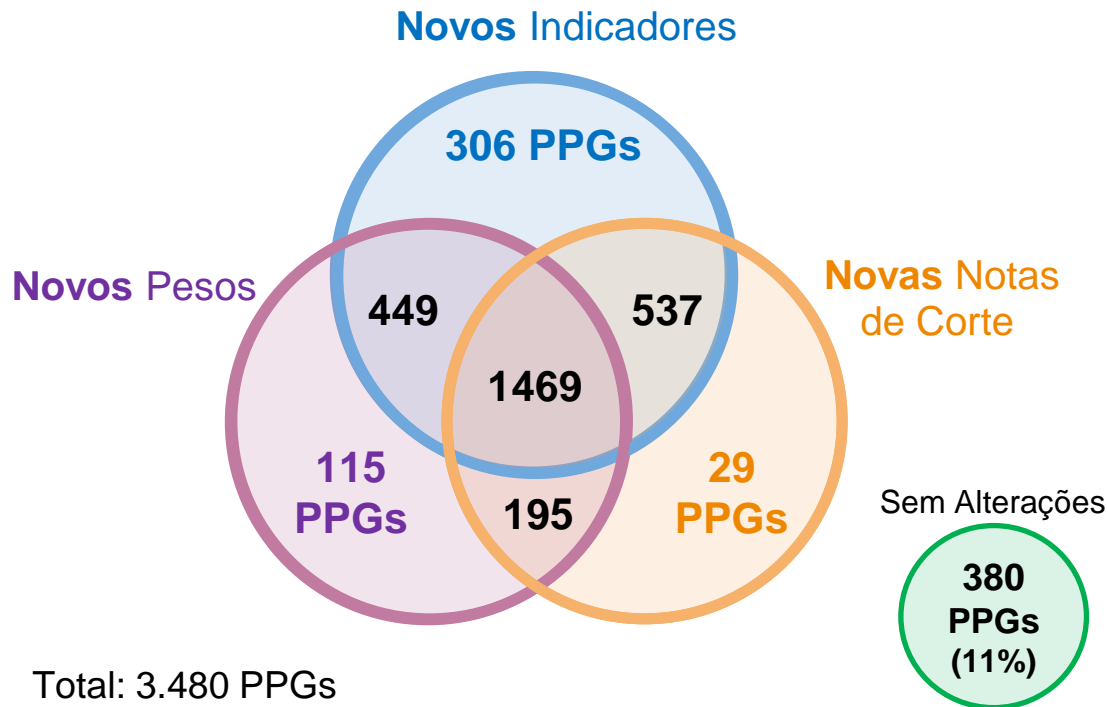 Novos Indicadores
306 PPGs
Novos Pesos
449
537
Novas Notas
de Corte
1469
115
PPGs
195
29
PPGs
Sem Alterações
380
PPGs
(11%)
Total: 3.480 PPGs